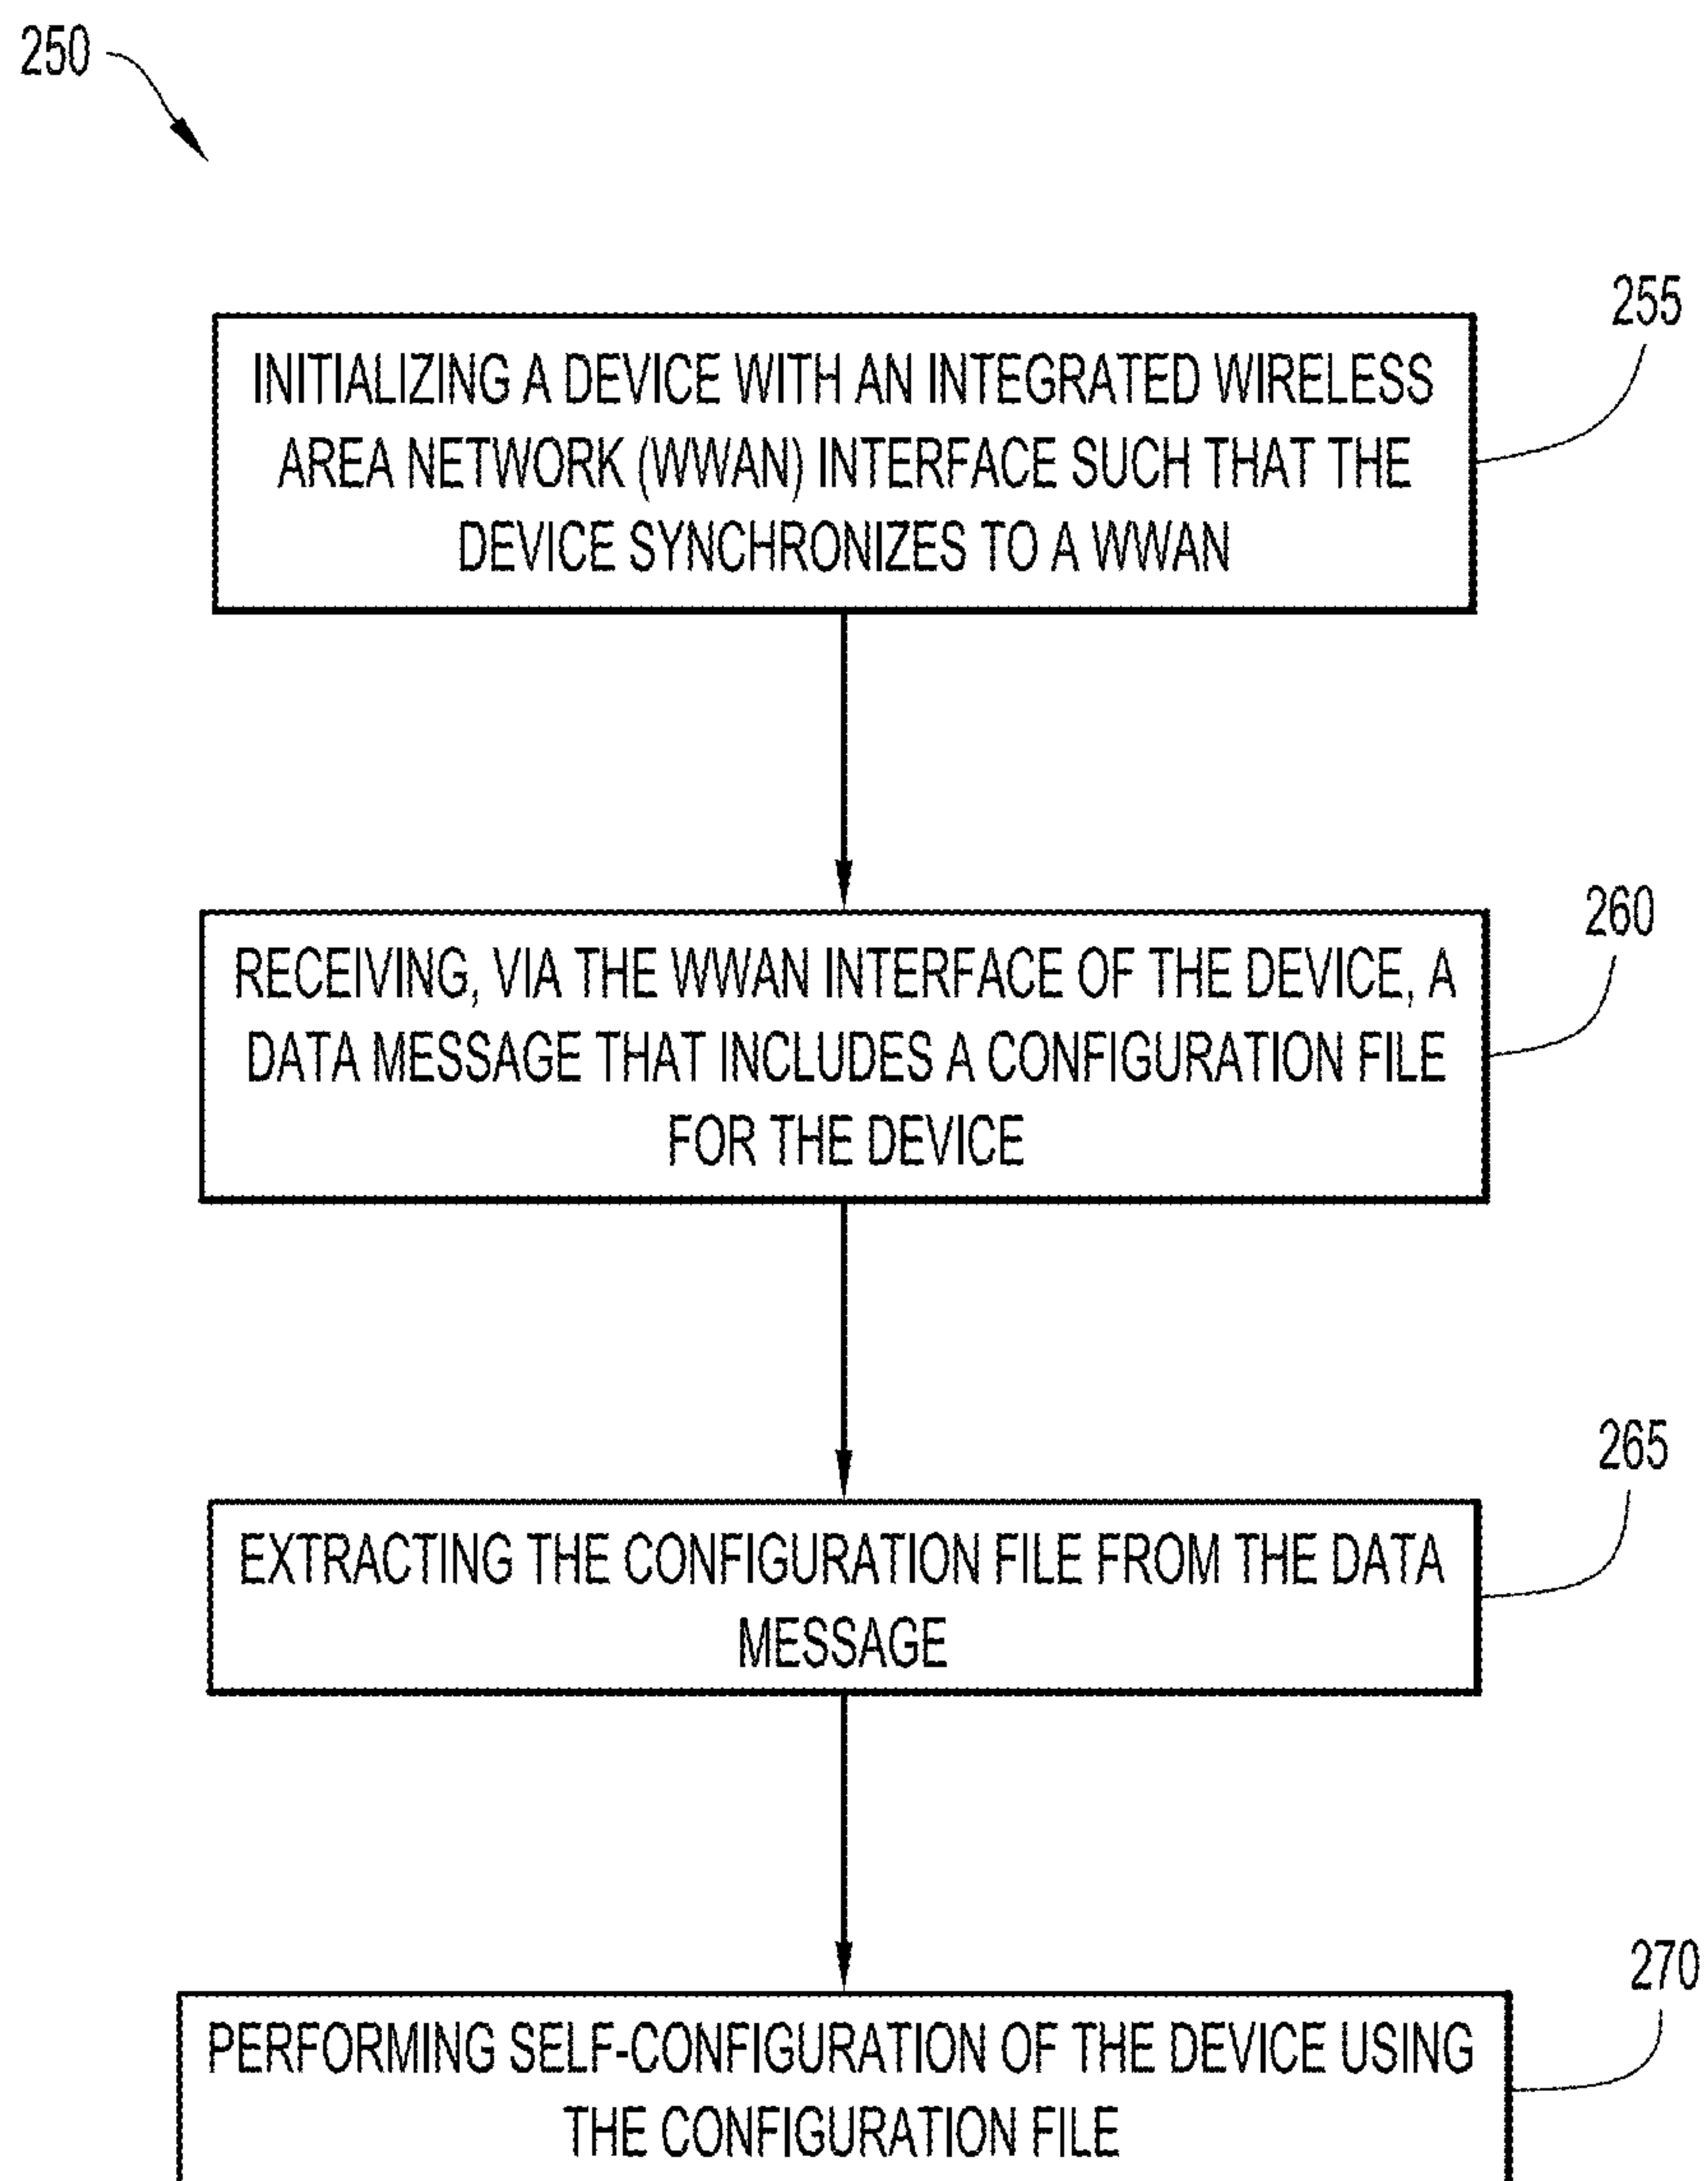 250
255
INITIALIZING A DEVICE WITH AN INTEGRATED WIRELESS
AREA NETWORK (WWAN) INTERFACE SUCH THAT THE
DEVICE SYNCHRONIZES TO A WWAN
260
RECEIVING, VIA THE WWAN INTERFACE OF THE DEVICE, A
DATA MESSAGE THAT INCLUDES A CONFIGURATION FILE
FOR THE DEVICE
265
EXTRACTING THE CONFIGURATION FILE FROM THE DATA
MESSAGE
270
PERFORMING SELF-CONFIGURATION OF THE DEVICE USING
THE CONFIGURATION FILE